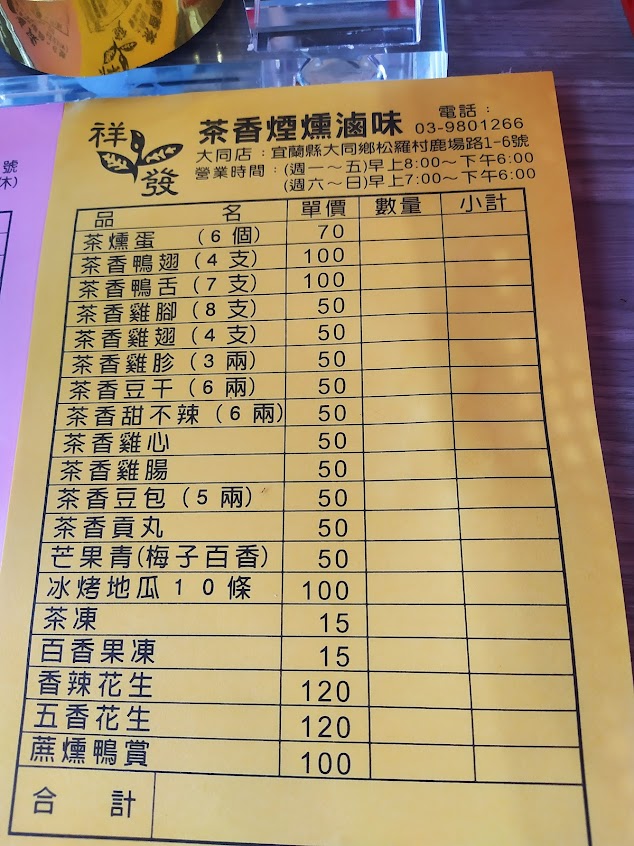 祥發
茶香煙燻滷味
電話：
03-9801266
大同店：宜蘭縣大同鄉松羅村鹿場路1-6號
營業時間：(週一～五)早上8:00～下午6:00
(週六～日)早上7:00～下午6:00
品 名 單價 數量 小計
茶燻蛋 （6個） 70
茶香鴨翅（4支） 100
茶香鴨舌（7支） 100
茶香雞腳（8支） 50
茶香雞翅（4支） 50
茶香雞胗（3兩） 50
茶香豆干（6兩） 50
茶香甜不辣（6兩） 50
茶香雞心 50
茶香雞腸 50
茶香豆包（5兩） 50
茶香貢丸 50
芒果青(梅子百香) 50
冰烤地瓜10條 100
茶凍 15
百香果凍 15
香辣花生 120
五香花生 120
蔗燻鴨賞 100
合 計
號
休)